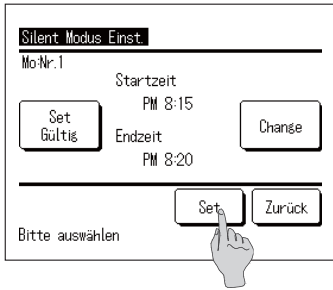 Silent Modus Einst.
Mo:Nr.1
Startzeit
PM 8:15
Set
Gültig
Change
Endzeit
PM 8:20
Set
Zurück
Bitte auswählen